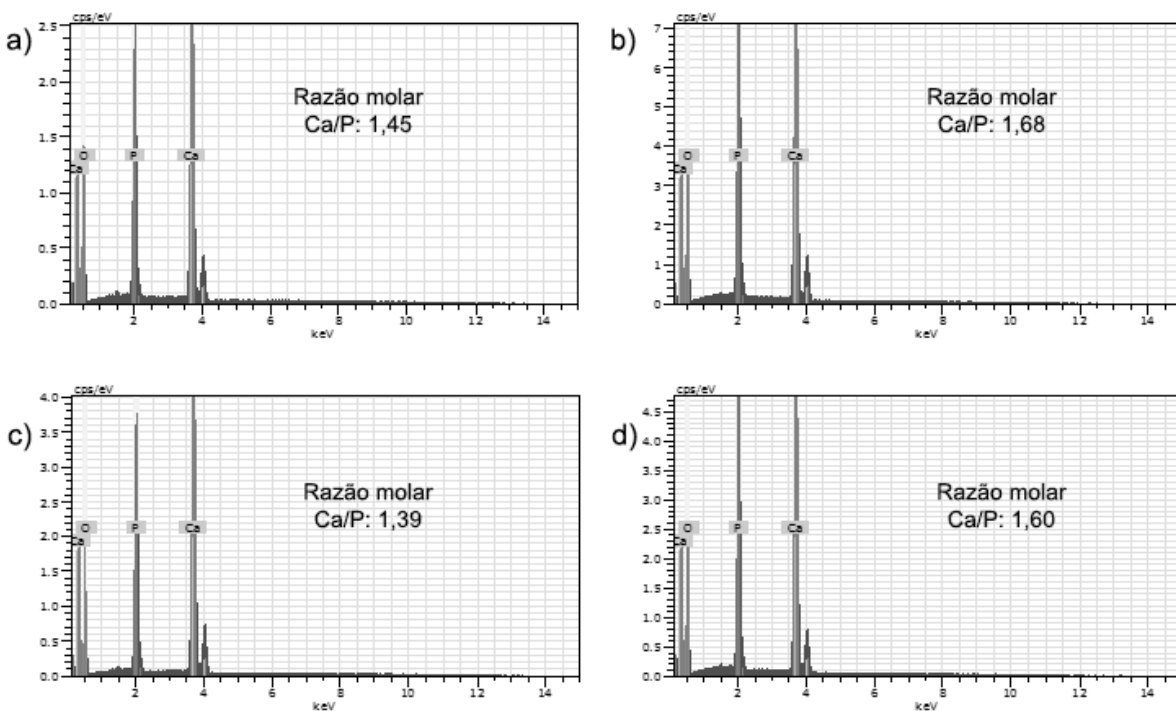 a)
cps/eV
2.5
2.0
1.5
1.0
0.5
0.0
Ca
O
P
Ca
Razão molar
Ca/P: 1,45
2 4 6 8 10 12 14
keV
b)
cps/eV
7
6
5
4
3
2
1
0
Ca
O
P
Ca
Razão molar
Ca/P: 1,68
2 4 6 8 10 12 14
keV
c)
cps/eV
4.0
3.5
3.0
2.5
2.0
1.5
1.0
0.5
0.0
Ca
O
P
Ca
Razão molar
Ca/P: 1,39
2 4 6 8 10 12 14
keV
d)
cps/eV
4.5
4.0
3.5
3.0
2.5
2.0
1.5
1.0
0.5
0.0
Ca
O
P
Ca
Razão molar
Ca/P: 1,60
2 4 6 8 10 12 14
keV